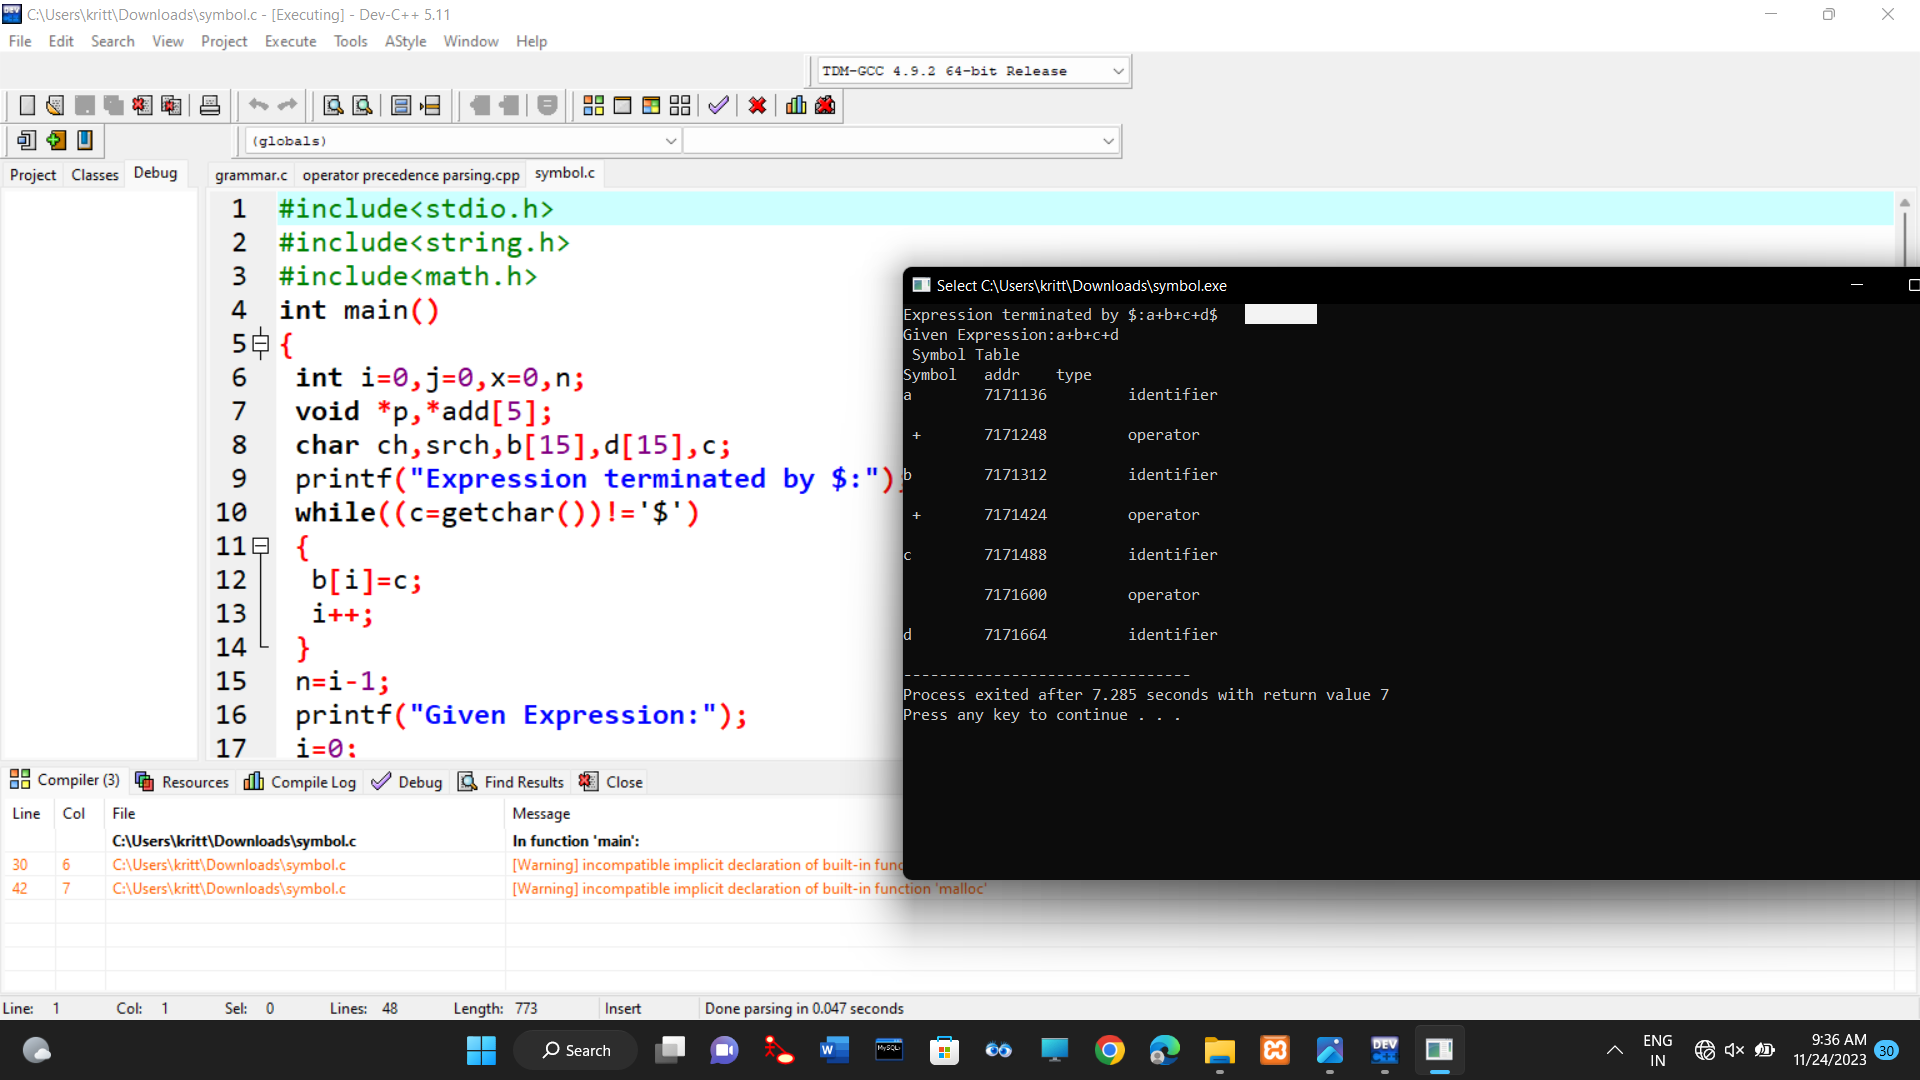 C:\Users\kritt\Downloads\symbol.c - [Executing] - Dev-C++ 5.11
File Edit Search View Project Execute Tools AStyle Window Help
TDM-GCC 4.9.2 64-bit Release
(globals)
Project Classes Debug
grammar.c operator precedence parsing.cpp symbol.c
1 #include<stdio.h>
2 #include<string.h>
3 #include<math.h>
4 int main()
5 {
6 int i=0,j=0,x=0,n;
7 void *p,*add[5];
8 char ch,srch,b[15],d[15],c;
9 printf("Expression terminated by $:");
10 while((c=getchar())!='$')
11 {
12 b[i]=c;
13 i++;
14 }
15 n=i-1;
16 printf("Given Expression:");
17 i=0;
Select C:\Users\kritt\Downloads\symbol.exe
Expression terminated by $:a+b+c+d$
Given Expression:a+b+c+d
Symbol Table
Symbol addr type
a 7171136 identifier
+ 7171248 operator
b 7171312 identifier
+ 7171424 operator
c 7171488 identifier
7171600 operator
d 7171664 identifier
--------------------------------
Process exited after 7.285 seconds with return value 7
Press any key to continue . . .
Compiler (3) Resources Compile Log Debug Find Results Close
Line Col File Message
C:\Users\kritt\Downloads\symbol.c In function 'main':
30 6 C:\Users\kritt\Downloads\symbol.c [Warning] incompatible implicit declaration of built-in
42 7 C:\Users\kritt\Downloads\symbol.c [Warning] incompatible implicit declaration of built-in function 'malloc'
Line: 1 Col: 1 Sel: 0 Lines: 48 Length: 773 Insert Done parsing in 0.047 seconds
Search
ENG
IN
9:36 AM
11/24/2023
30